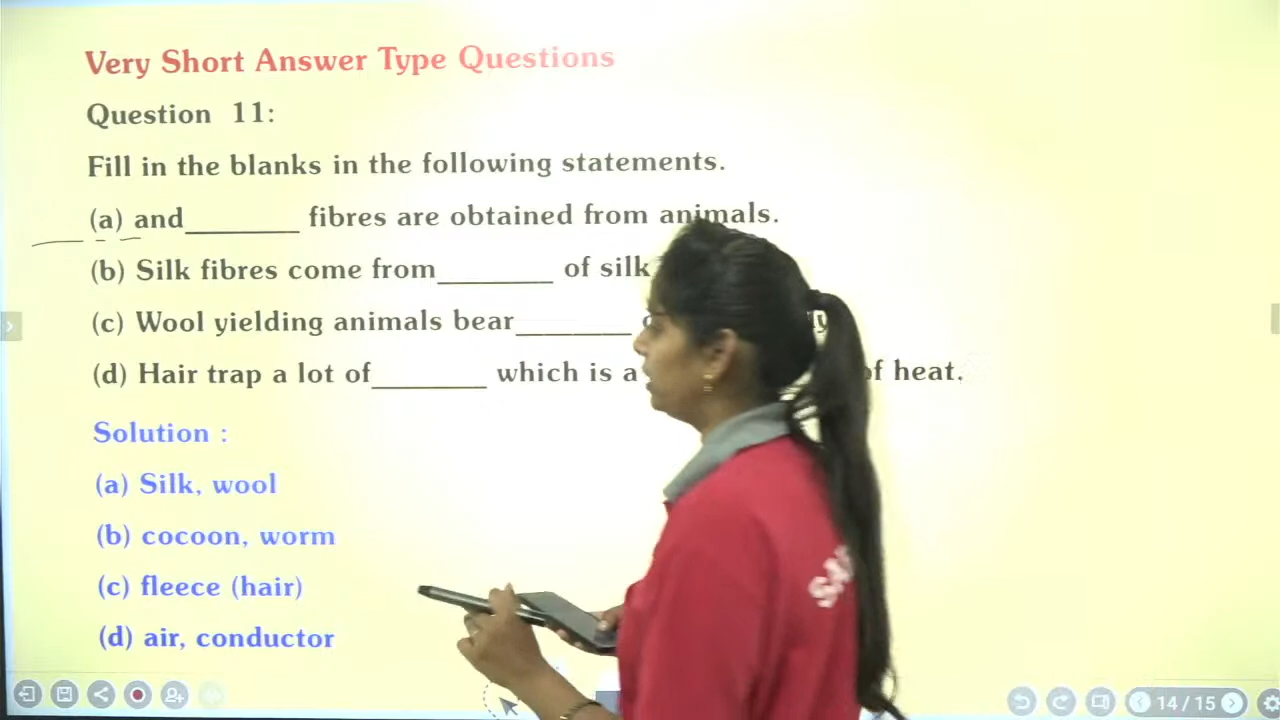 Very Short Answer Type Questions
Question 11:
Fill in the blanks in the following statements.
(a) and________ fibres are obtained from animals.
(b) Silk fibres come from________ of silk
(c) Wool yielding animals bear________
(d) Hair trap a lot of________ which is a of heat.
Solution :
(a) Silk, wool
(b) cocoon, worm
(c) fleece (hair)
(d) air, conductor
14 / 15